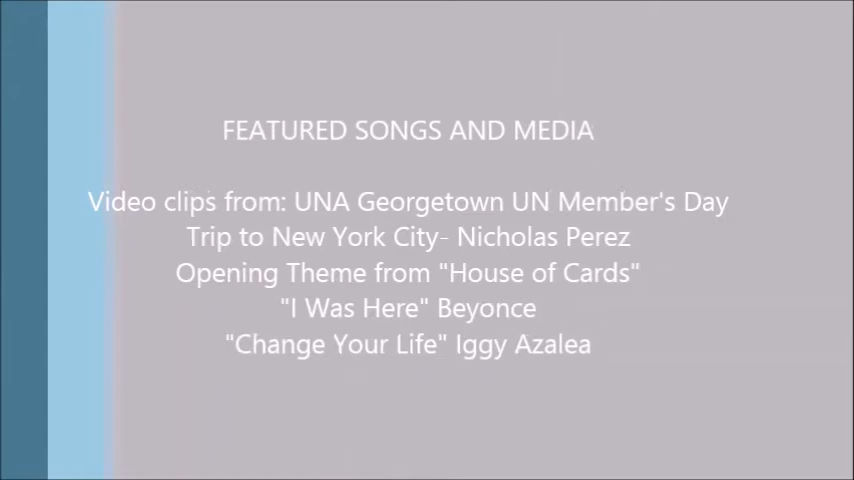 FEATURED SONGS AND MEDIA
Video clips from: UNA Georgetown UN Member's Day
Trip to New York City- Nicholas Perez
Opening Theme from "House of Cards"
"I Was Here" Beyonce
"Change Your Life" Iggy Azalea